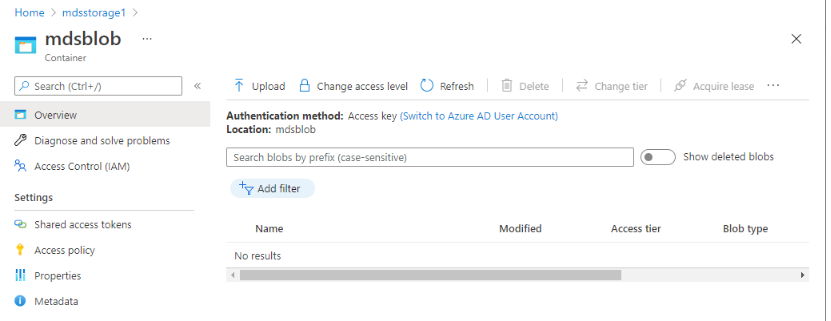 Home > mdsstorage1 >
mdsblob ...
Container
Search (Ctrl+/) «
Overview
Diagnose and solve problems
Access Control (IAM)
Settings
Shared access tokens
Access policy
Properties
Metadata
Upload Change access level Refresh Delete Change tier Acquire lease ...
Authentication method: Access key (Switch to Azure AD User Account)
Location: mdsblob
Search blobs by prefix (case-sensitive) Show deleted blobs
Add filter
Name Modified Access tier Blob type
No results